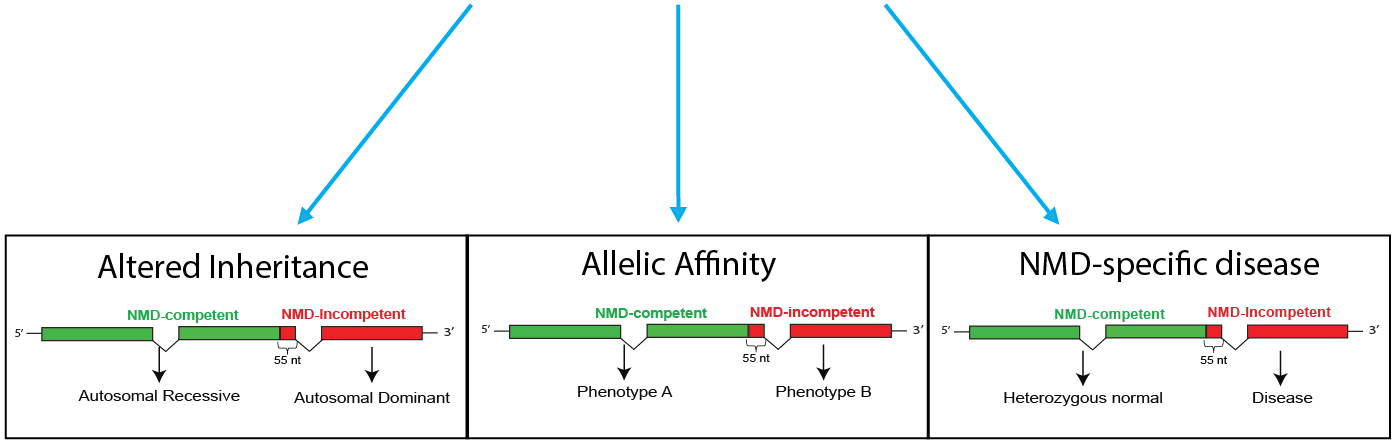 Altered Inheritance
NMD-competent NMD-Incompetent
5′ 3′
55 nt
Autosomal Recessive Autosomal Dominant
Allelic Affinity
NMD-competent NMD-incompetent
5′ 3′
55 nt
Phenotype A Phenotype B
NMD-specific disease
NMD-competent NMD-Incompetent
5′ 3′
55 nt
Heterozygous normal Disease